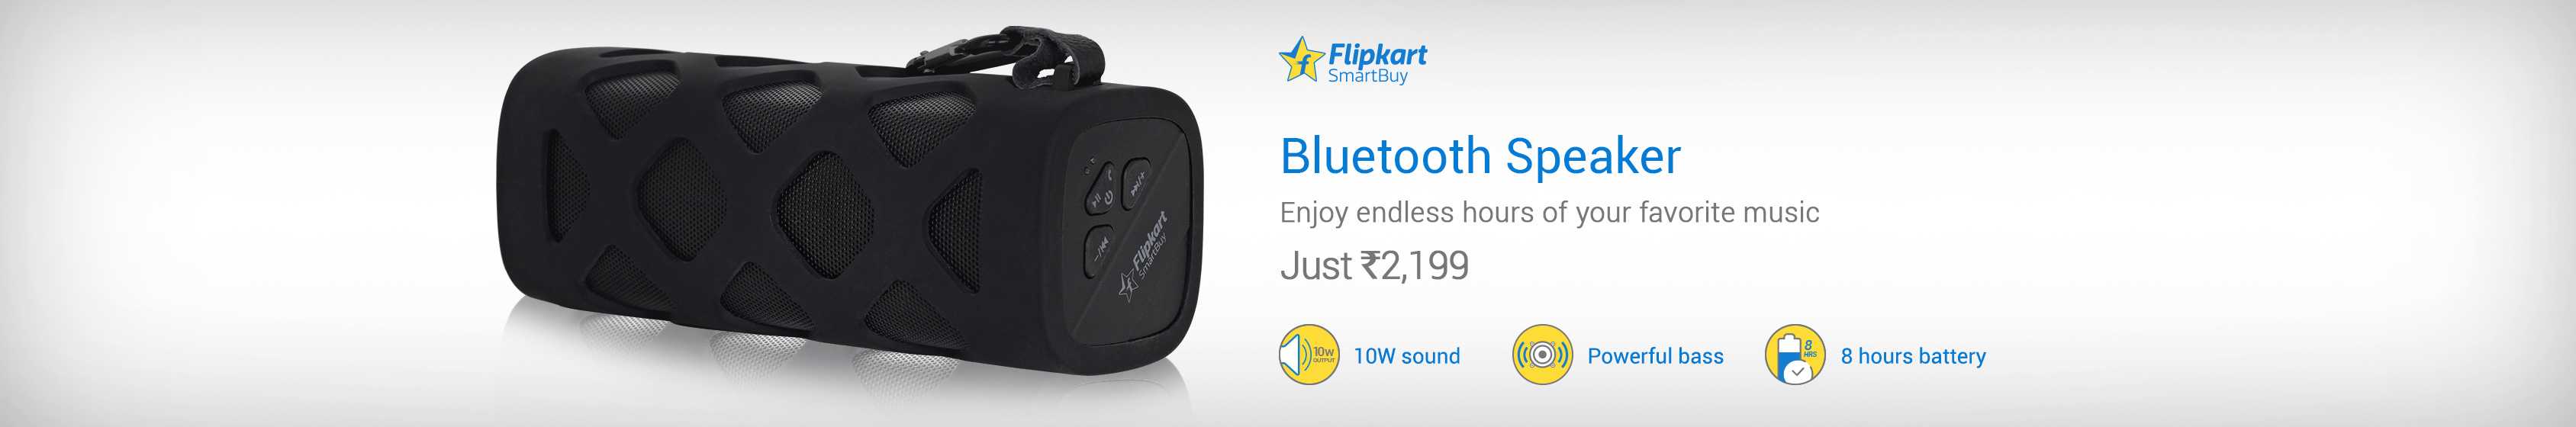 Flipkart
SmartBuy
Bluetooth Speaker
Enjoy endless hours of your favorite music
Just ₹2,199
10W OUTPUT
10W sound
Powerful bass
8 HRS
8 hours battery
Flipkart
SmartBuy